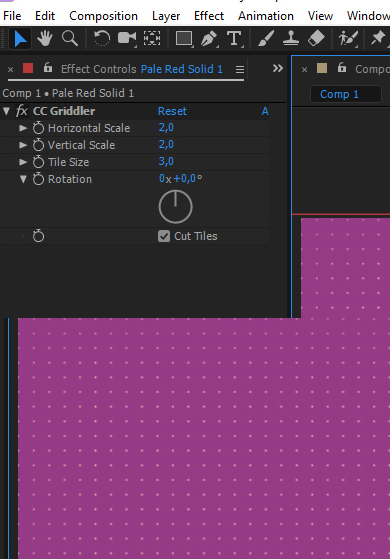 File Edit Composition Layer Effect Animation View Window
Effect Controls Pale Red Solid 1
Compo
Comp 1 • Pale Red Solid 1
Comp 1
fx CC Griddler Reset A
Horizontal Scale 2,0
Vertical Scale 2,0
Tile Size 3,0
Rotation 0x+0,0°
Cut Tiles